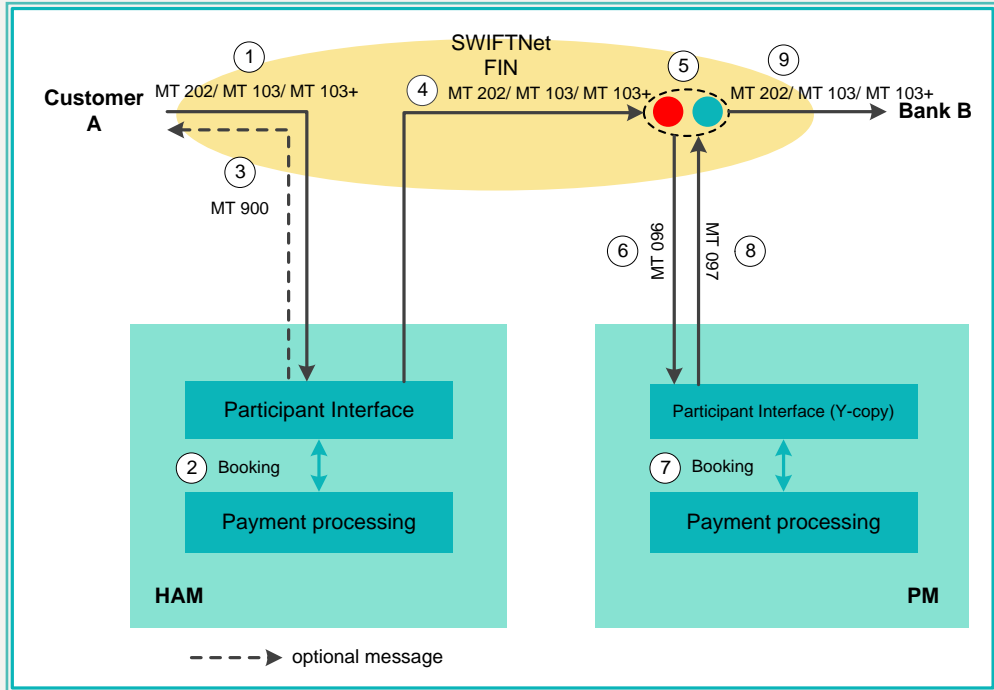 SWIFTNet
FIN
1
MT 202/ MT 103/ MT 103+
Customer
A
3
MT 900
4
MT 202/ MT 103/ MT 103+
5
9
MT 202/ MT 103/ MT 103+
Bank B
6
MT 096
MT 097
8
Participant Interface
2
Booking
Payment processing
HAM
Participant Interface (Y-copy)
7
Booking
Payment processing
PM
optional message